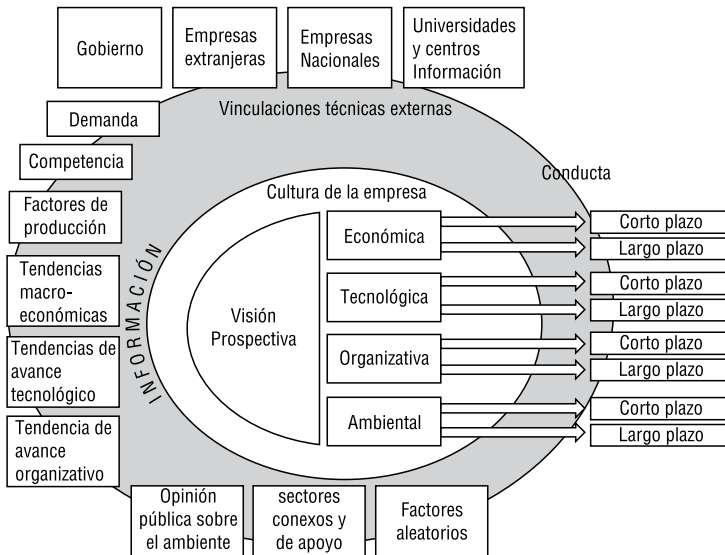 Gobierno
Empresas
extranjeras
Empresas
Nacionales
Universidades
y centros
Información
Vinculaciones técnicas externas
Demanda
Competencia
Factores de
producción
Tendencias
macro-
económicas
Tendencias de
avance
tecnológico
Tendencia de
avance
organizativo
INFORMACIÓN
Cultura de la empresa
Visión
Prospectiva
Económica
Tecnológica
Organizativa
Ambiental
Conducta
Corto plazo
Largo plazo
Corto plazo
Largo plazo
Corto plazo
Largo plazo
Corto plazo
Largo plazo
Opinión
pública sobre
el ambiente
sectores
conexos y
de apoyo
Factores
aleatorios